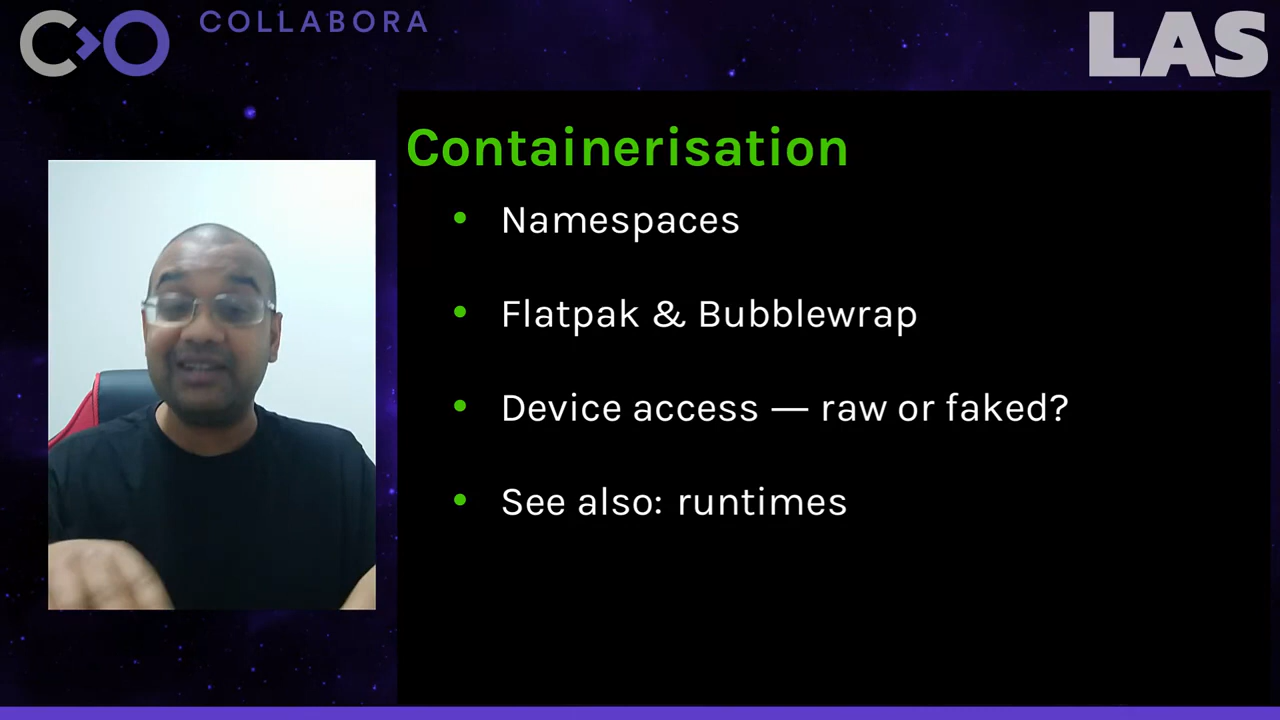 COLLABORA
LAS
Containerisation
Namespaces
Flatpak & Bubblewrap
Device access — raw or faked?
See also: runtimes